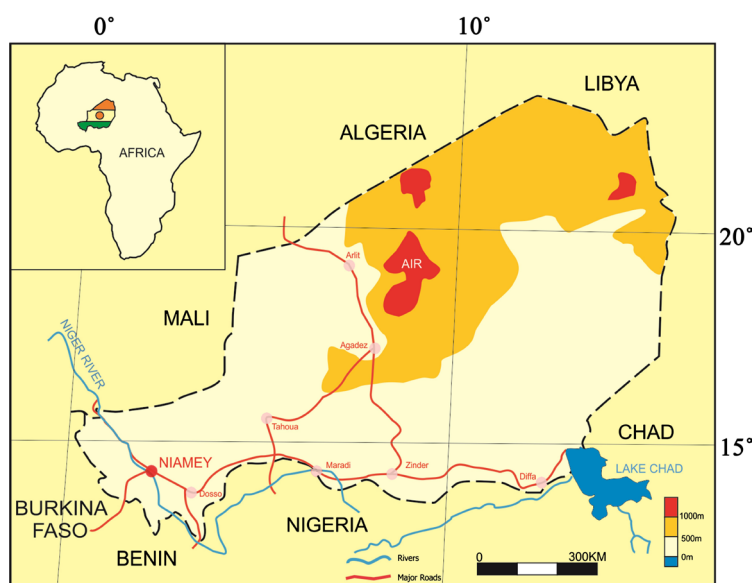 0°
10°
LIBYA
ALGERIA
AFRICA
20°
Arlit
AIR
MALI
NIGER RIVER
Agadez
Tahoua
CHAD
15°
NIAMEY
Maradi
Zinder
Diffa
LAKE CHAD
Dosso
BURKINA
FASO
NIGERIA
BENIN
1000m
500m
0m
Rivers
Major Roads
0
300KM